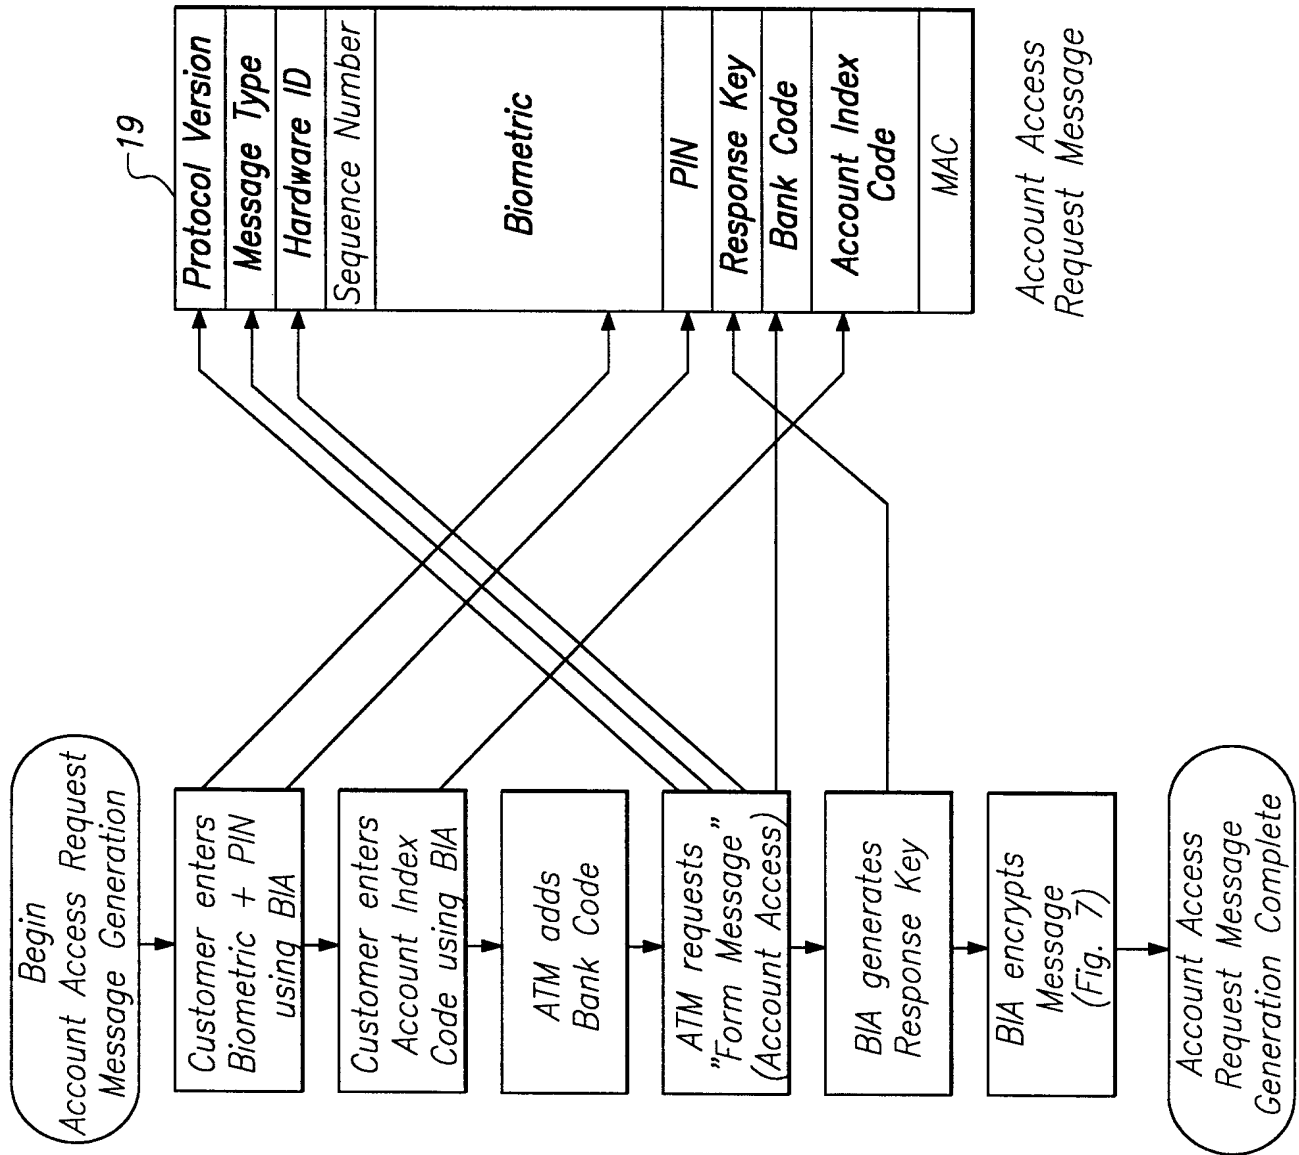 Begin
Account Access Request
Message Generation
Customer enters
Biometric + PIN
using BIA
Customer enters
Account Index
Code using BIA
ATM adds
Bank Code
ATM requests
"Form Message"
(Account Access)
BIA generates
Response Key
BIA encrypts
Message
(Fig. 7)
Account Access
Request Message
Generation Complete
19
Protocol Version
Message Type
Hardware ID
Sequence Number
Biometric
PIN
Response Key
Bank Code
Account Index
Code
MAC
Account Access
Request Message